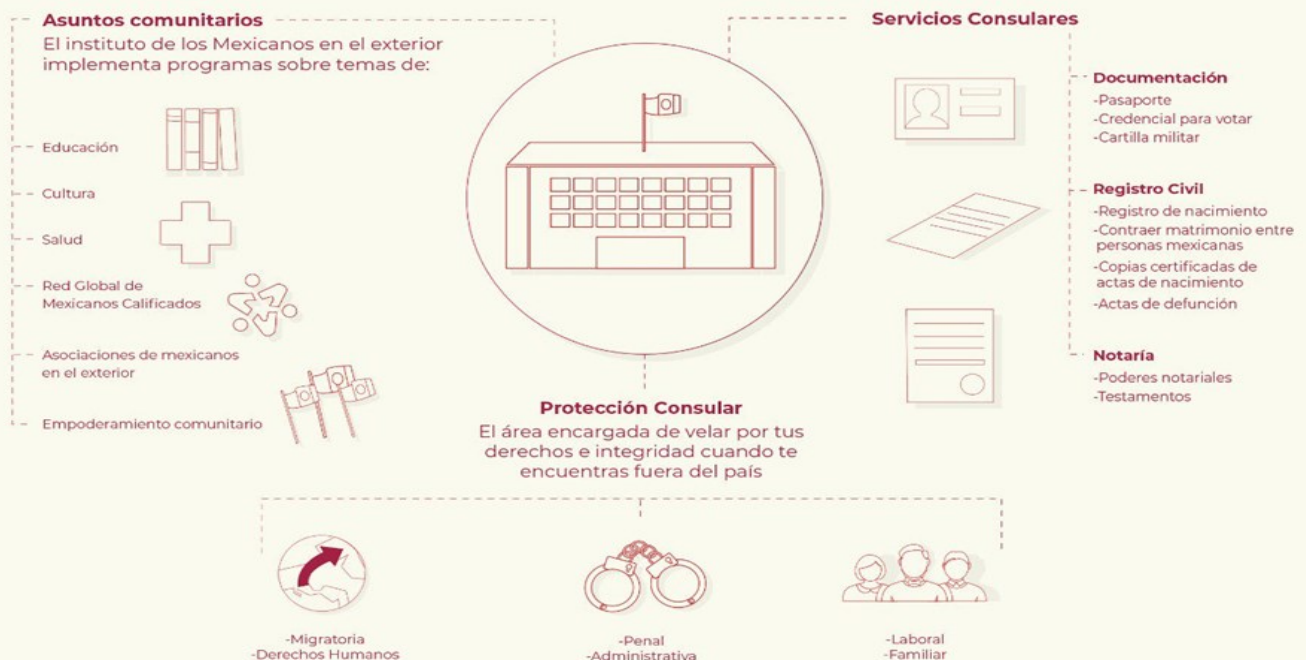 Asuntos comunitarios
El instituto de los Mexicanos en el exterior
implementa programas sobre temas de:
Educación
Cultura
Salud
Red Global de
Mexicanos Calificados
Asociaciones de mexicanos
en el exterior
Empoderamiento comunitario
Servicios Consulares
Documentación
-Pasaporte
-Credencial para votar
-Cartilla militar
Registro Civil
-Registro de nacimiento
-Contraer matrimonio entre
personas mexicanas
-Copias certificadas de
actas de nacimiento
-Actas de defunción
Notaría
-Poderes notariales
-Testamentos
Protección Consular
El área encargada de velar por tus
derechos e integridad cuando te
encuentras fuera del país
-Migratoria
-Derechos Humanos
-Penal
-Administrativa
-Laboral
-Familiar